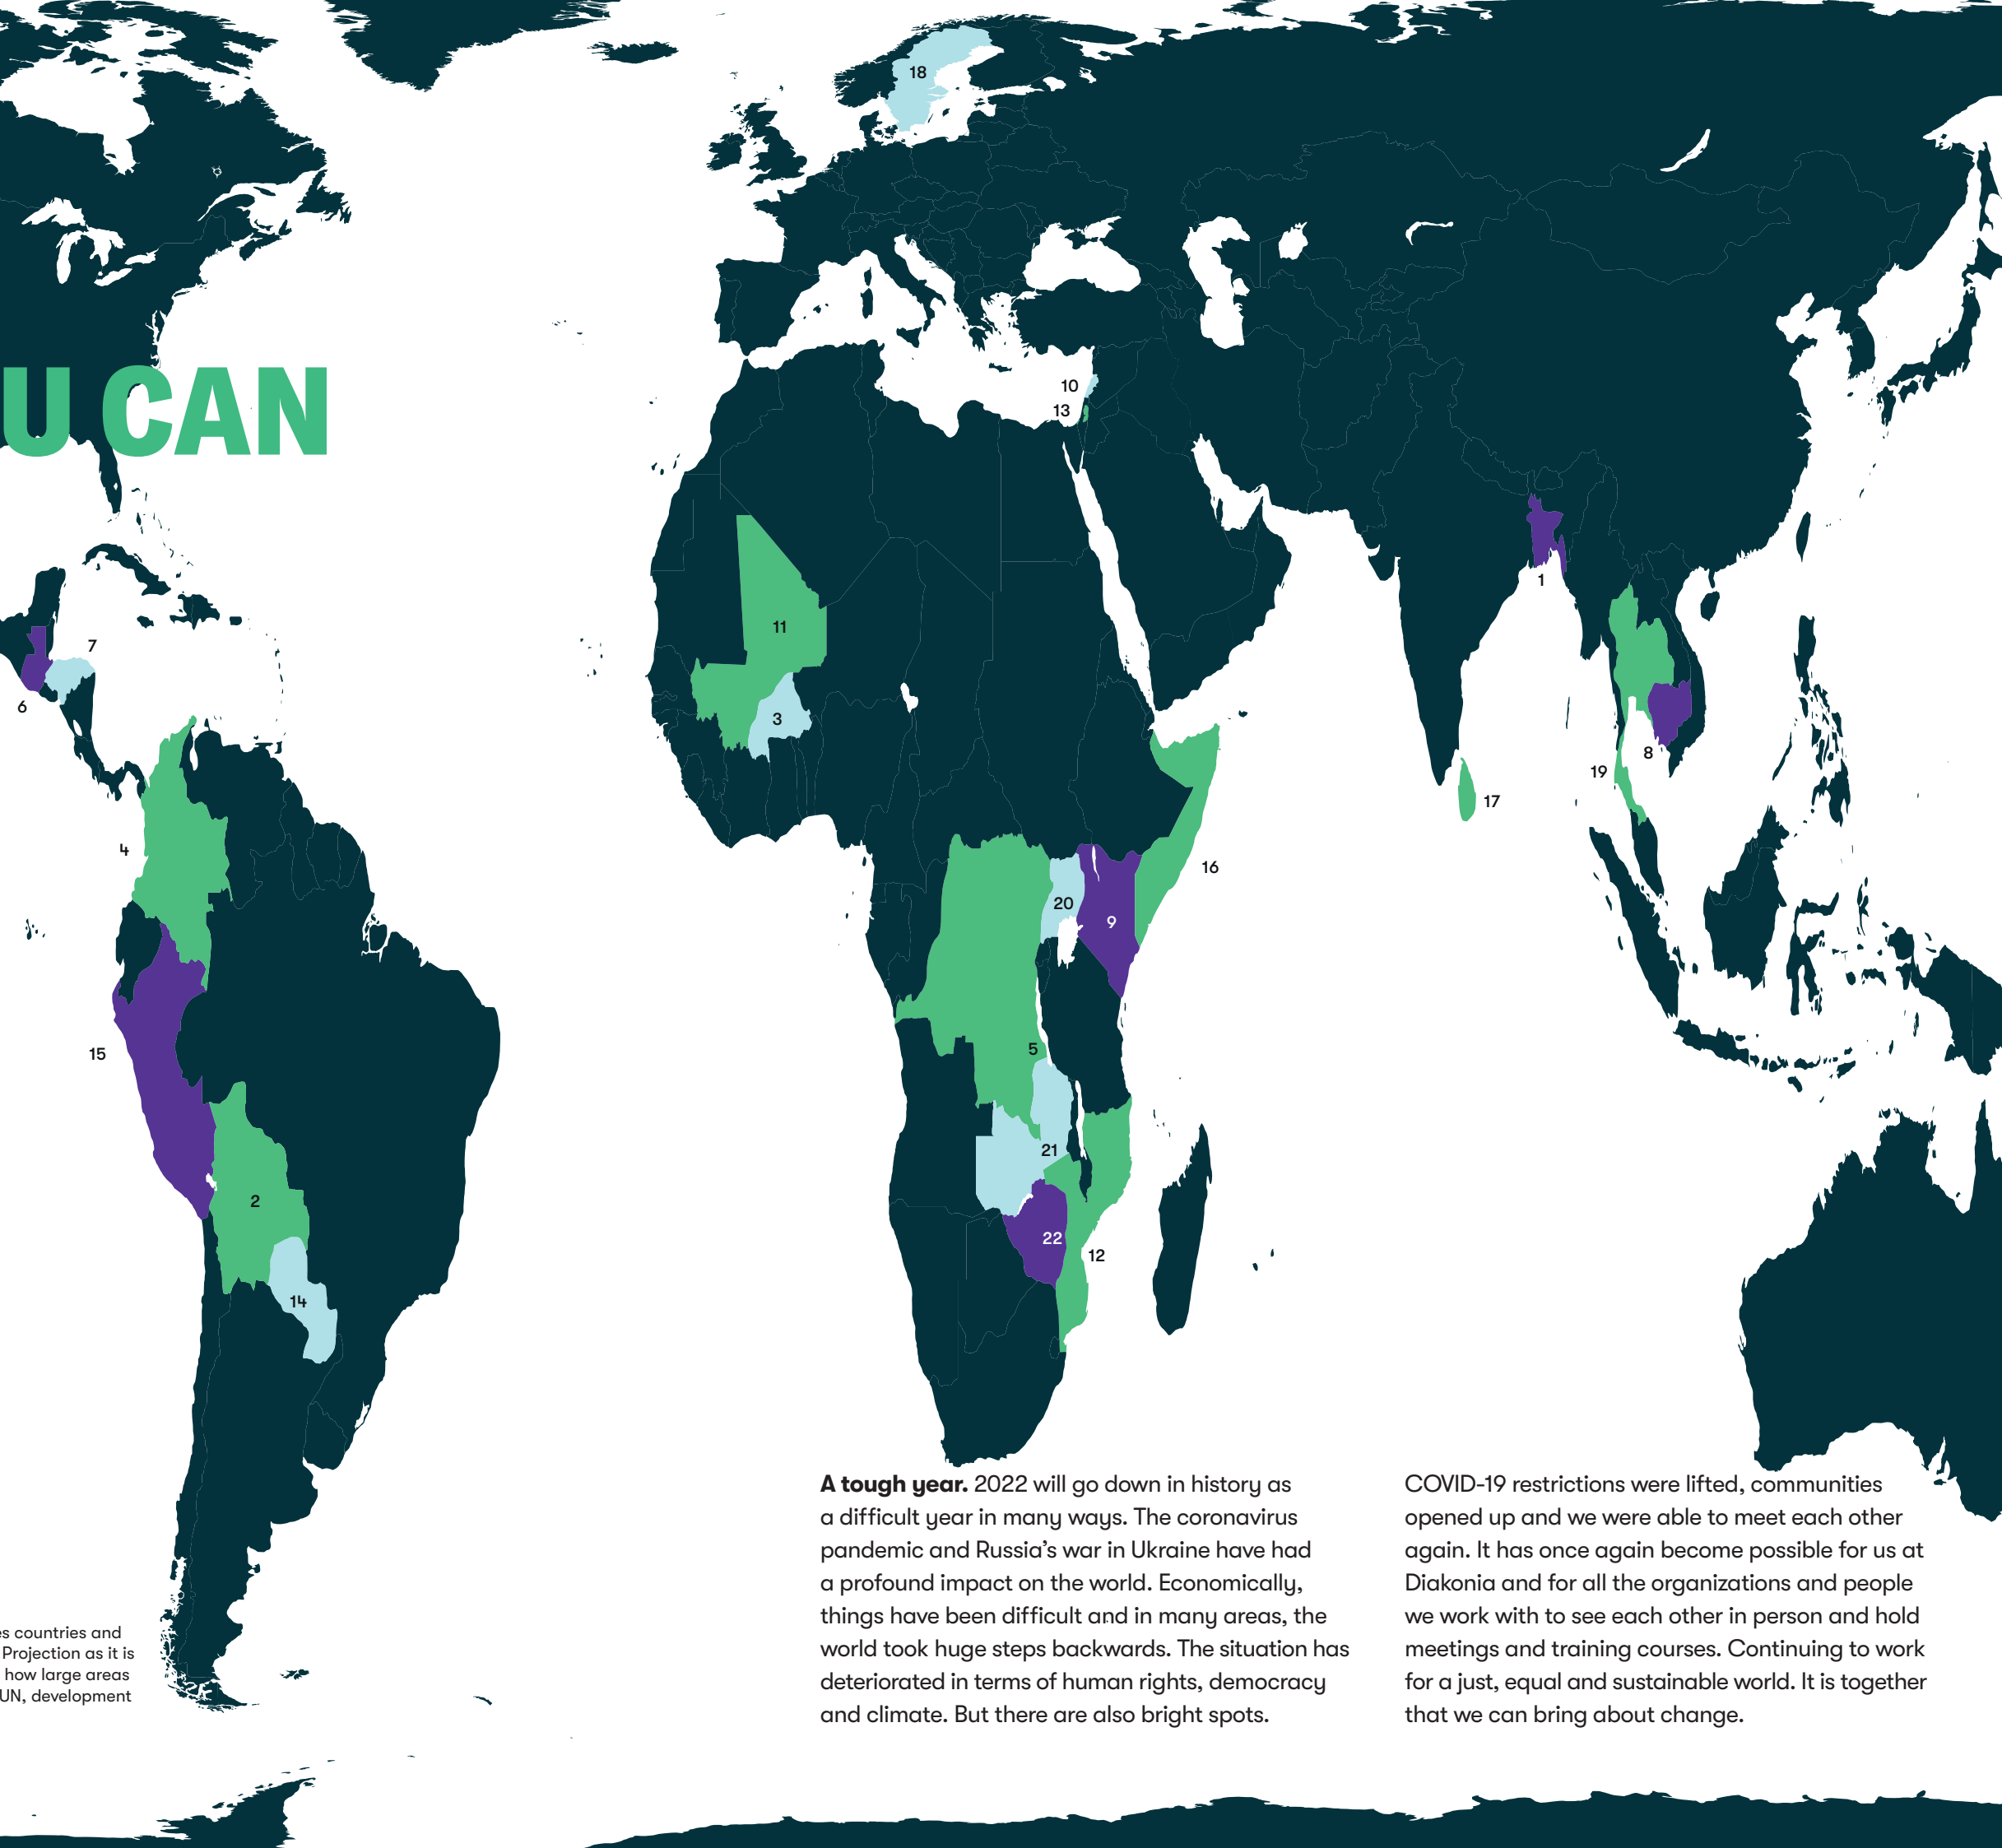 18
10
13
U CAN
1
11
7
6
3
8
19
17
4
16
20
9
5
15
21
2
22
12
14
A tough year. 2022 will go down in history as
a difficult year in many ways. The coronavirus
pandemic and Russia’s war in Ukraine have had
a profound impact on the world. Economically,
things have been difficult and in many areas, the
world took huge steps backwards. The situation has
deteriorated in terms of human rights, democracy
and climate. But there are also bright spots.
COVID-19 restrictions were lifted, communities
opened up and we were able to meet each other
again. It has once again become possible for us at
Diakonia and for all the organizations and people
we work with to see each other in person and hold
meetings and training courses. Continuing to work
for a just, equal and sustainable world. It is together
that we can bring about change.
es countries and
Projection as it is
how large areas
UN, development